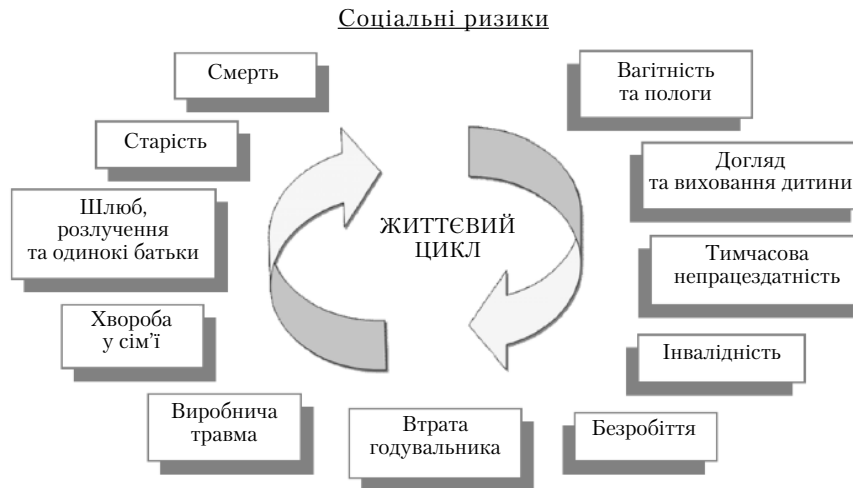 Соціальні ризики
Смерть
Старість
Шлюб,
розлучення
та одинокі батьки
Хвороба
у сім’ї
Виробнича
травма
Втрата
годувальника
Безробіття
Інвалідність
Тимчасова
непрацездатність
Догляд
та виховання дитини
Вагітність
та пологи
ЖИТТЄВИЙ
ЦИКЛ